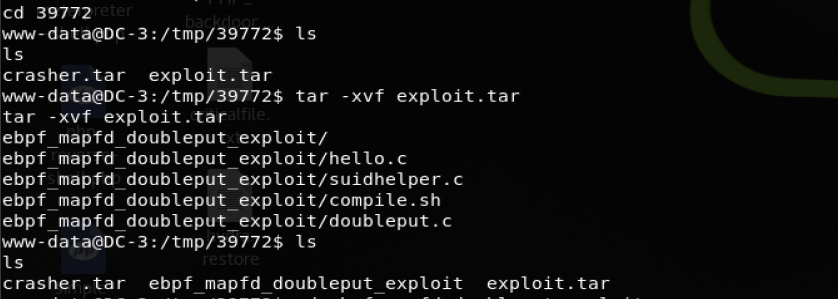 cd 39772
www-data@DC-3:/tmp/39772$ ls
ls
crasher.tar  exploit.tar
www-data@DC-3:/tmp/39772$ tar -xvf exploit.tar
tar -xvf exploit.tar
ebpf_mapfd_doubleput_exploit/
ebpf_mapfd_doubleput_exploit/hello.c
ebpf_mapfd_doubleput_exploit/suidhelper.c
ebpf_mapfd_doubleput_exploit/compile.sh
ebpf_mapfd_doubleput_exploit/doubleput.c
www-data@DC-3:/tmp/39772$ ls
ls
crasher.tar  ebpf_mapfd_doubleput_exploit  exploit.tar
backdoor.
restore